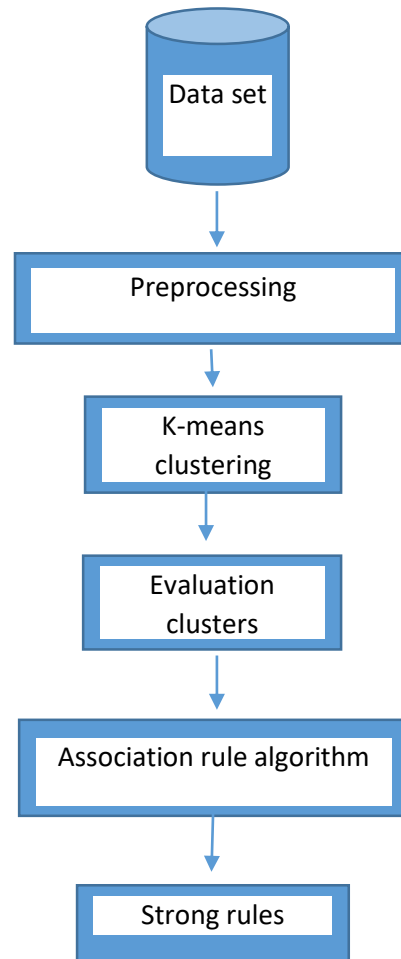 Data set
Preprocessing
K-means
clustering
Evaluation
clusters
Association rule algorithm
Strong rules